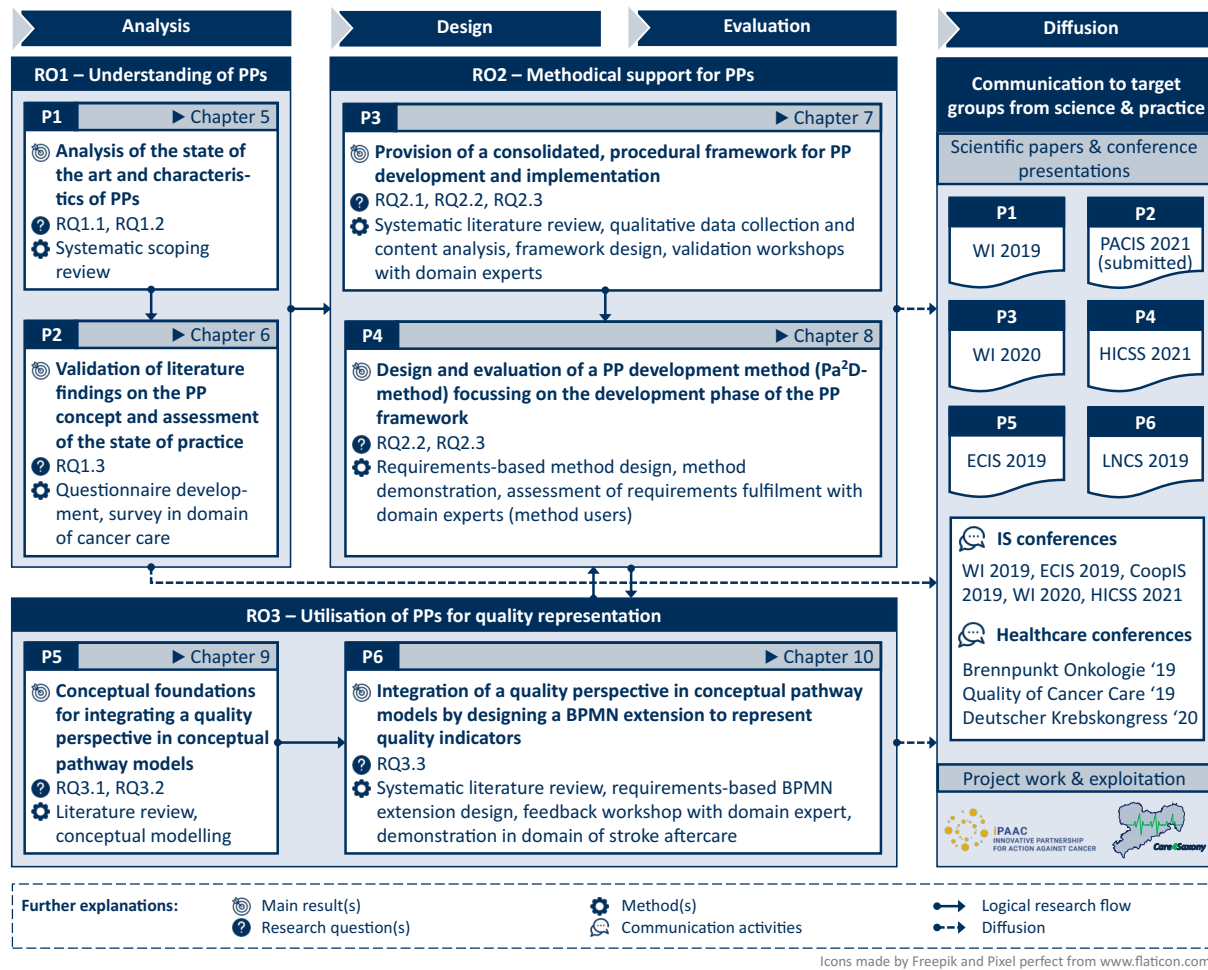 Analysis
Design
Evaluation
Diffusion
RO1 – Understanding of PPs
P1
► Chapter 5
Analysis of the state of
the art and characteris-
tics of PPs
RQ1.1, RQ1.2
Systematic scoping
review
P2
► Chapter 6
Validation of literature
findings on the PP
concept and assessment
of the state of practice
RQ1.3
Questionnaire develop-
ment, survey in domain
of cancer care
RO2 – Methodical support for PPs
P3
► Chapter 7
Provision of a consolidated, procedural framework for PP
development and implementation
RQ2.1, RQ2.2, RQ2.3
Systematic literature review, qualitative data collection and
content analysis, framework design, validation workshops
with domain experts
P4
► Chapter 8
Design and evaluation of a PP development method (Pa²D-
method) focussing on the development phase of the PP
framework
RQ2.2, RQ2.3
Requirements-based method design, method
demonstration, assessment of requirements fulfilment with
domain experts (method users)
RO3 – Utilisation of PPs for quality representation
P5
► Chapter 9
Conceptual foundations
for integrating a quality
perspective in conceptual
pathway models
RQ3.1, RQ3.2
Literature review,
conceptual modelling
P6
► Chapter 10
Integration of a quality perspective in conceptual pathway
models by designing a BPMN extension to represent
quality indicators
RQ3.3
Systematic literature review, requirements-based BPMN
extension design, feedback workshop with domain expert,
demonstration in domain of stroke aftercare
Communication to target
groups from science & practice
Scientific papers & conference
presentations
P1
WI 2019
P2
PACIS 2021
(submitted)
P3
WI 2020
P4
HICSS 2021
P5
ECIS 2019
P6
LNCS 2019
IS conferences
WI 2019, ECIS 2019, CoopIS
2019, WI 2020, HICSS 2021
Healthcare conferences
Brennpunkt Onkologie ‘19
Quality of Cancer Care ‘19
Deutscher Krebskongress ‘20
Project work & exploitation
iPAAC
INNOVATIVE PARTNERSHIP
FOR ACTION AGAINST CANCER
Care4Saxony
Further explanations:
Main result(s)
Research question(s)
Method(s)
Communication activities
Logical research flow
Diffusion
Icons made by Freepik and Pixel perfect from www.flaticon.com